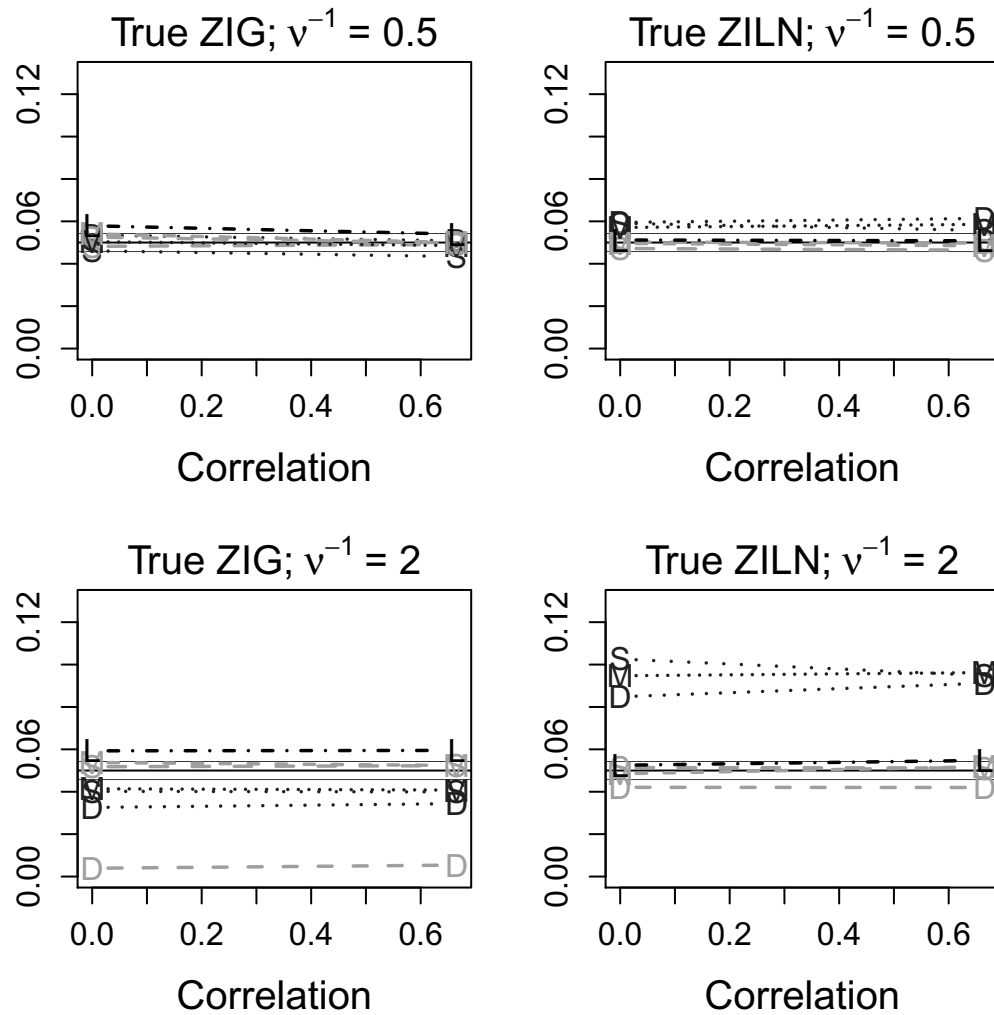 True ZIG; ν⁻¹ = 0.5
0.12
0.06
0.00
L
S
L
S
0.0 0.2 0.4 0.6
Correlation
True ZILN; ν⁻¹ = 0.5
0.12
0.06
0.00
L
D
L
0.0 0.2 0.4 0.6
Correlation
True ZIG; ν⁻¹ = 2
0.12
0.06
0.00
L
D
D
L
D
D
0.0 0.2 0.4 0.6
Correlation
True ZILN; ν⁻¹ = 2
0.12
0.06
0.00
S
M
D
L
D
M
S
D
L
D
0.0 0.2 0.4 0.6
Correlation